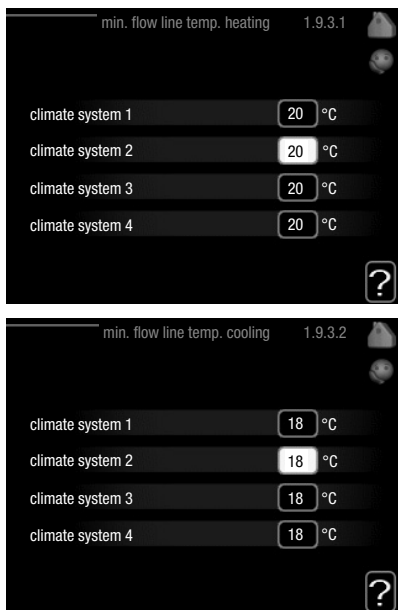 min. flow line temp. heating 1.9.3.1
climate system 1 20 °C
climate system 2 20 °C
climate system 3 20 °C
climate system 4 20 °C
?
min. flow line temp. cooling 1.9.3.2
climate system 1 18 °C
climate system 2 18 °C
climate system 3 18 °C
climate system 4 18 °C
?